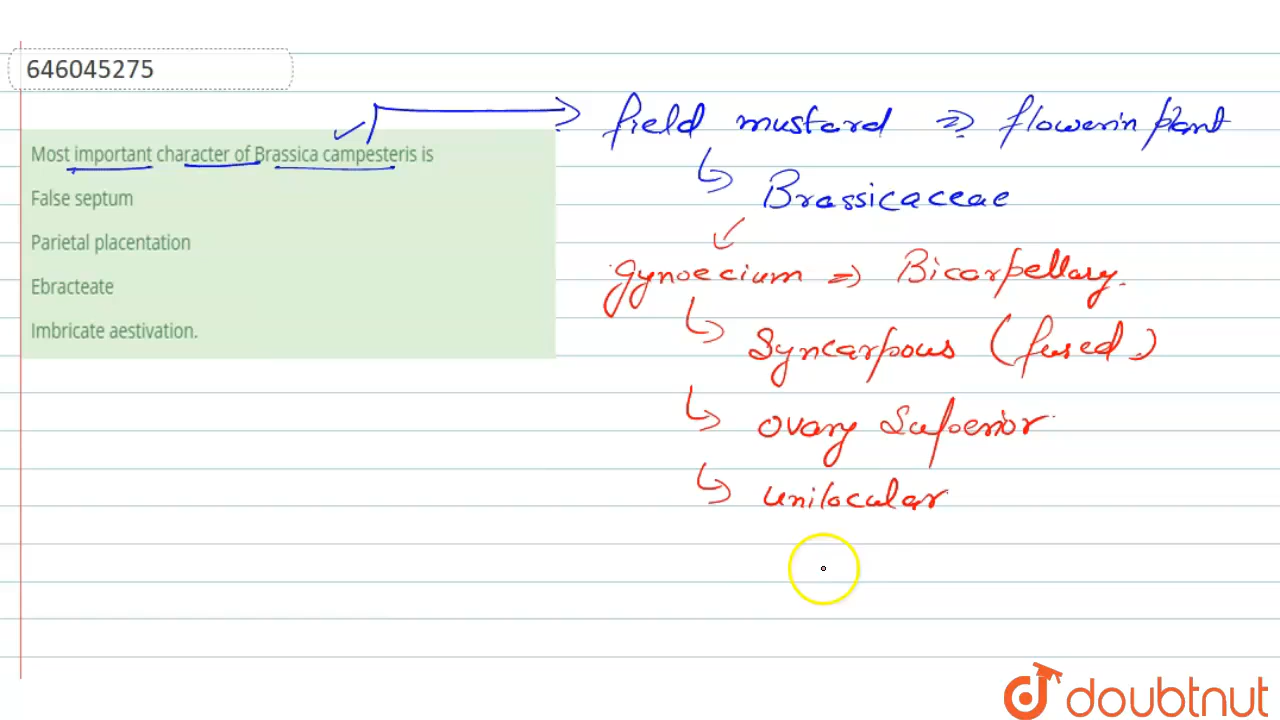 646045275
field mustard => flowerin plant
Most important character of Brassica campesteris is
Brassicaceae
False septum
Parietal placentation
Gynoecium => Bicarpellary.
Ebracteate
Syncarpous (fused.)
Imbricate aestivation.
Ovary Superior
Unilocular
doubtnut